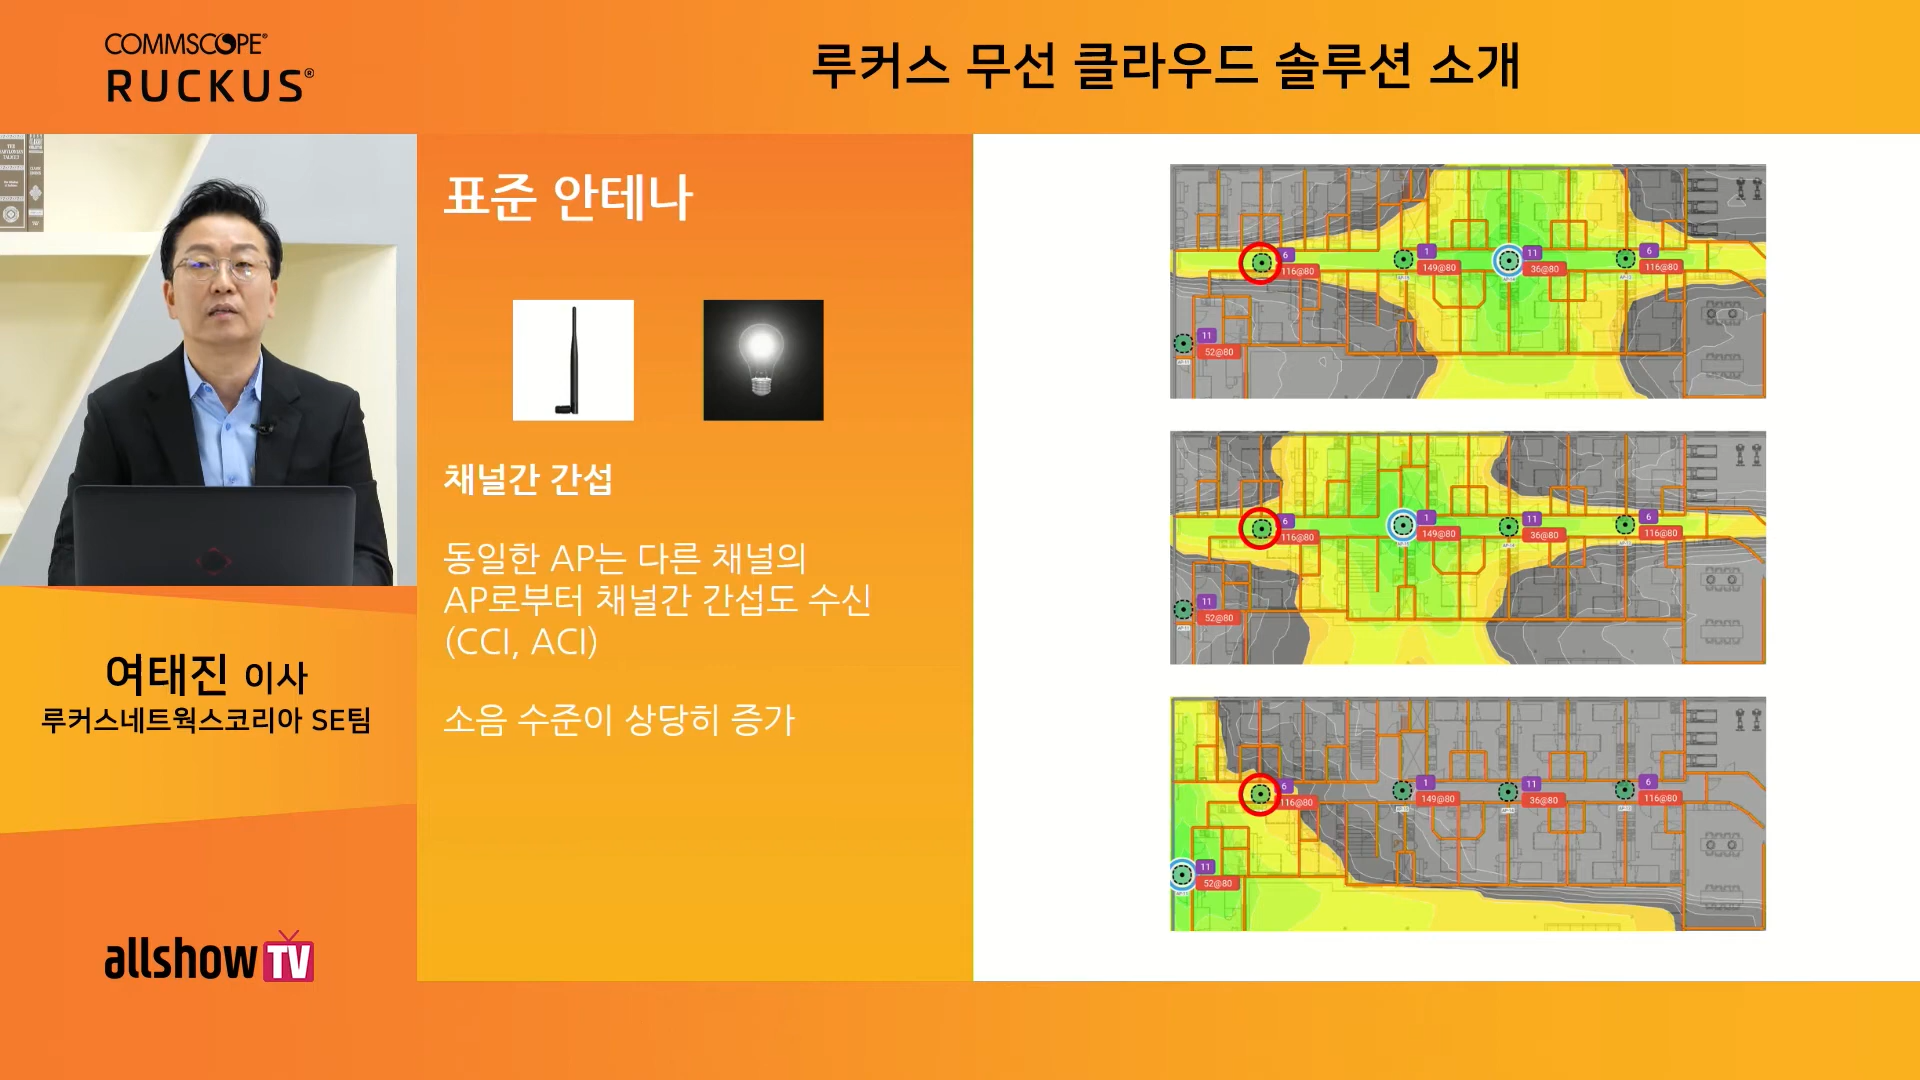 COMMSCOPE®
RUCKUS®
루커스 무선 클라우드 솔루션 소개
표준 안테나
채널간 간섭
동일한 AP는 다른 채널의
AP로부터 채널간 간섭도 수신
(CCI, ACI)
소음 수준이 상당히 증가
여태진 이사
루커스네트웍스코리아 SE팀
allshow TV
6
116@80
1
149@80
11
36@80
6
116@80
11
52@80
6
116@80
1
149@80
11
36@80
6
116@80
11
52@80
6
116@80
1
149@80
11
36@80
6
116@80
11
52@80